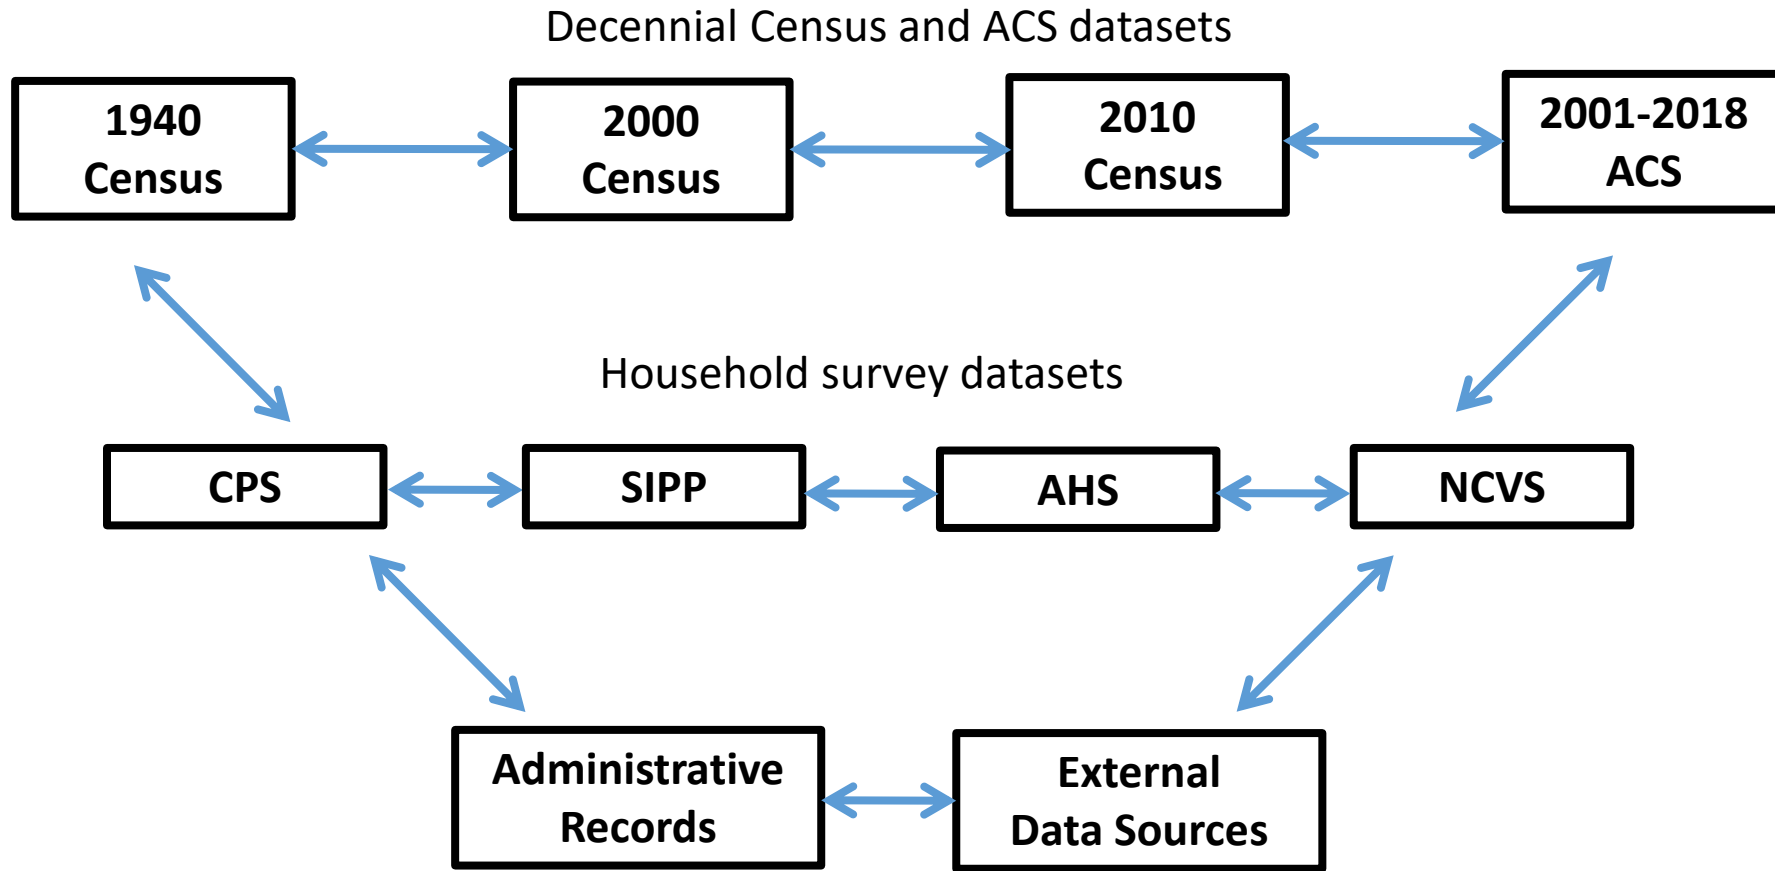 Decennial Census and ACS datasets
1940
Census
2000
Census
2010
Census
2001-2018
ACS
Household survey datasets
CPS
SIPP
AHS
NCVS
Administrative
Records
External
Data Sources